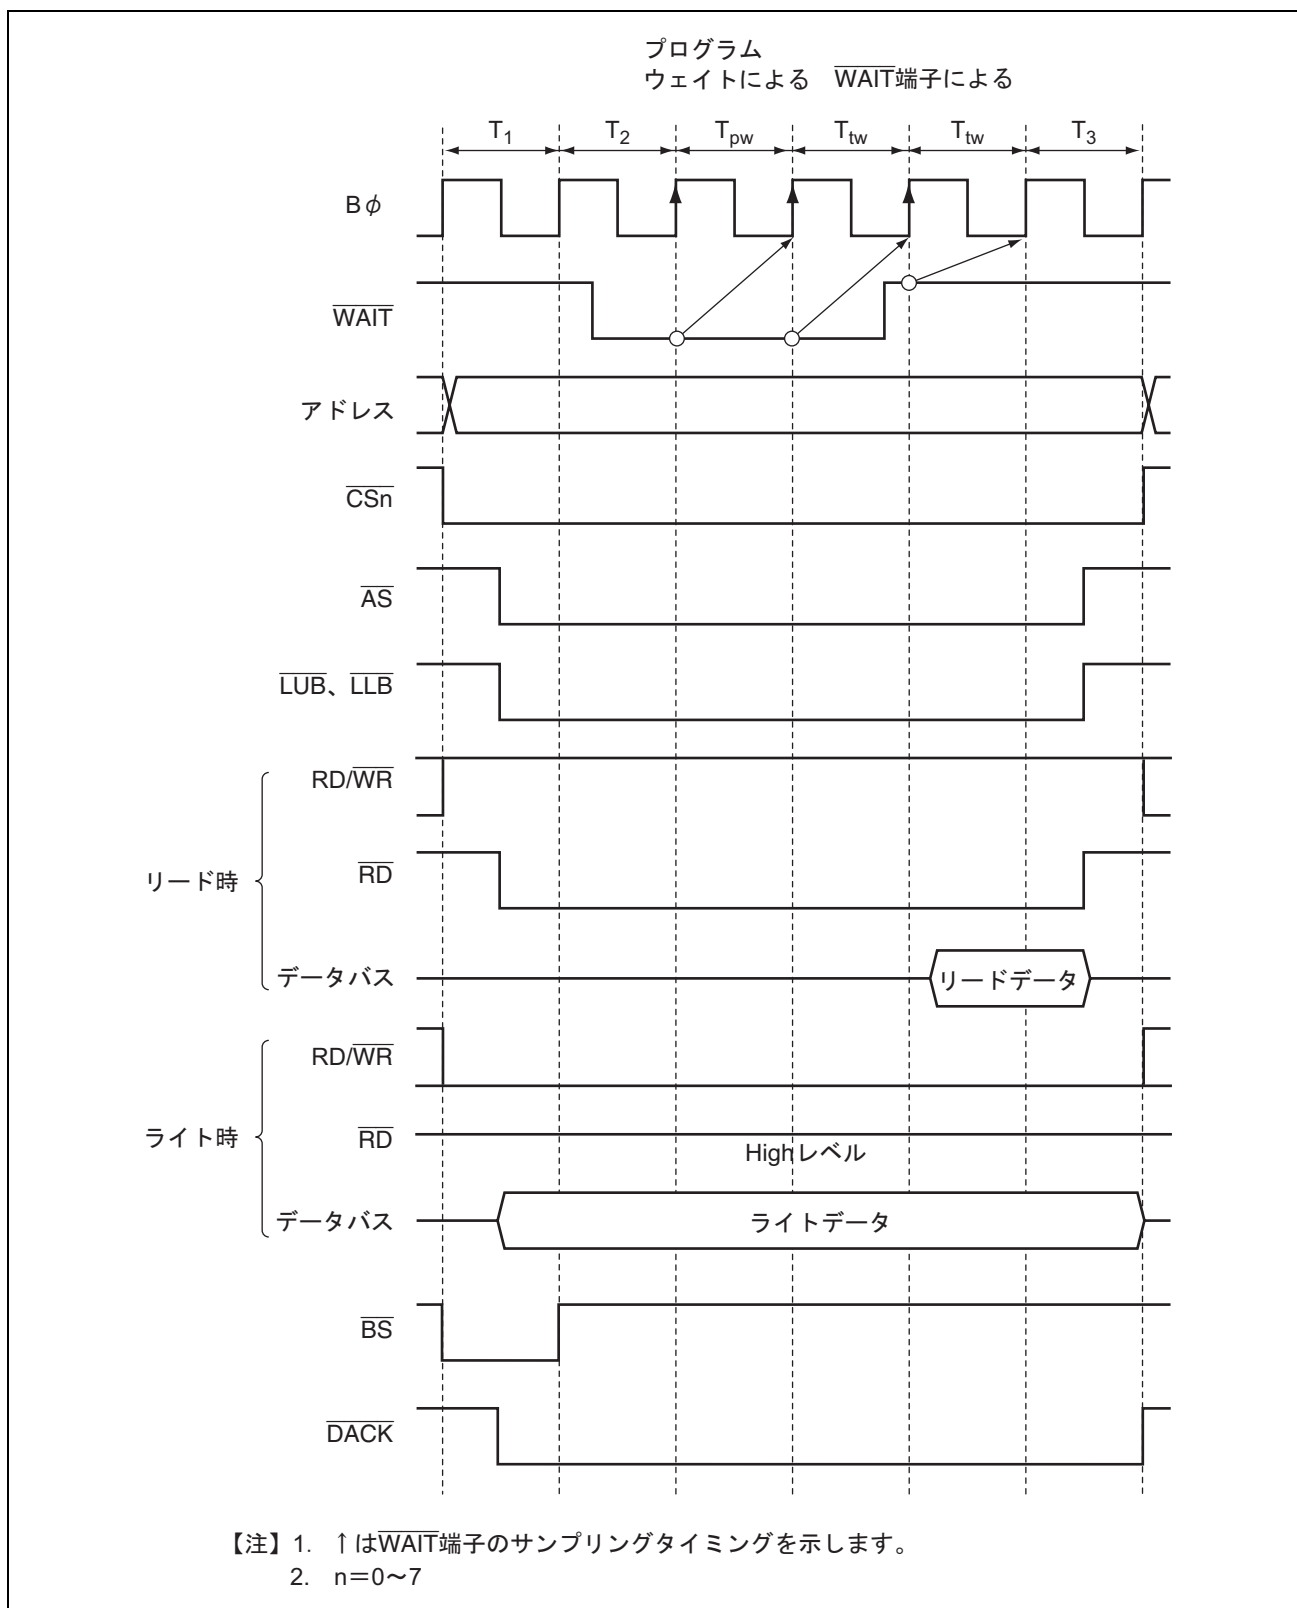 プログラム
ウェイトによる WAIT端子による
T1 T2 Tpw Ttw Ttw T3
Bφ
WAIT
アドレス
CSn
AS
LUB、LLB
リード時
RD/WR
RD
データバス
リードデータ
ライト時
RD/WR
RD
Highレベル
データバス
ライトデータ
BS
DACK
【注】1. ↑はWAIT端子のサンプリングタイミングを示します。
2. n＝0〜7